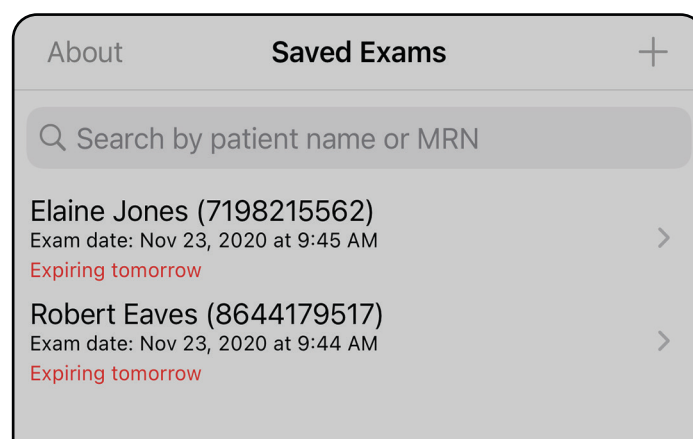 About Saved Exams +
Search by patient name or MRN
Elaine Jones (7198215562)
Exam date: Nov 23, 2020 at 9:45 AM
Expiring tomorrow
Robert Eaves (8644179517)
Exam date: Nov 23, 2020 at 9:44 AM
Expiring tomorrow